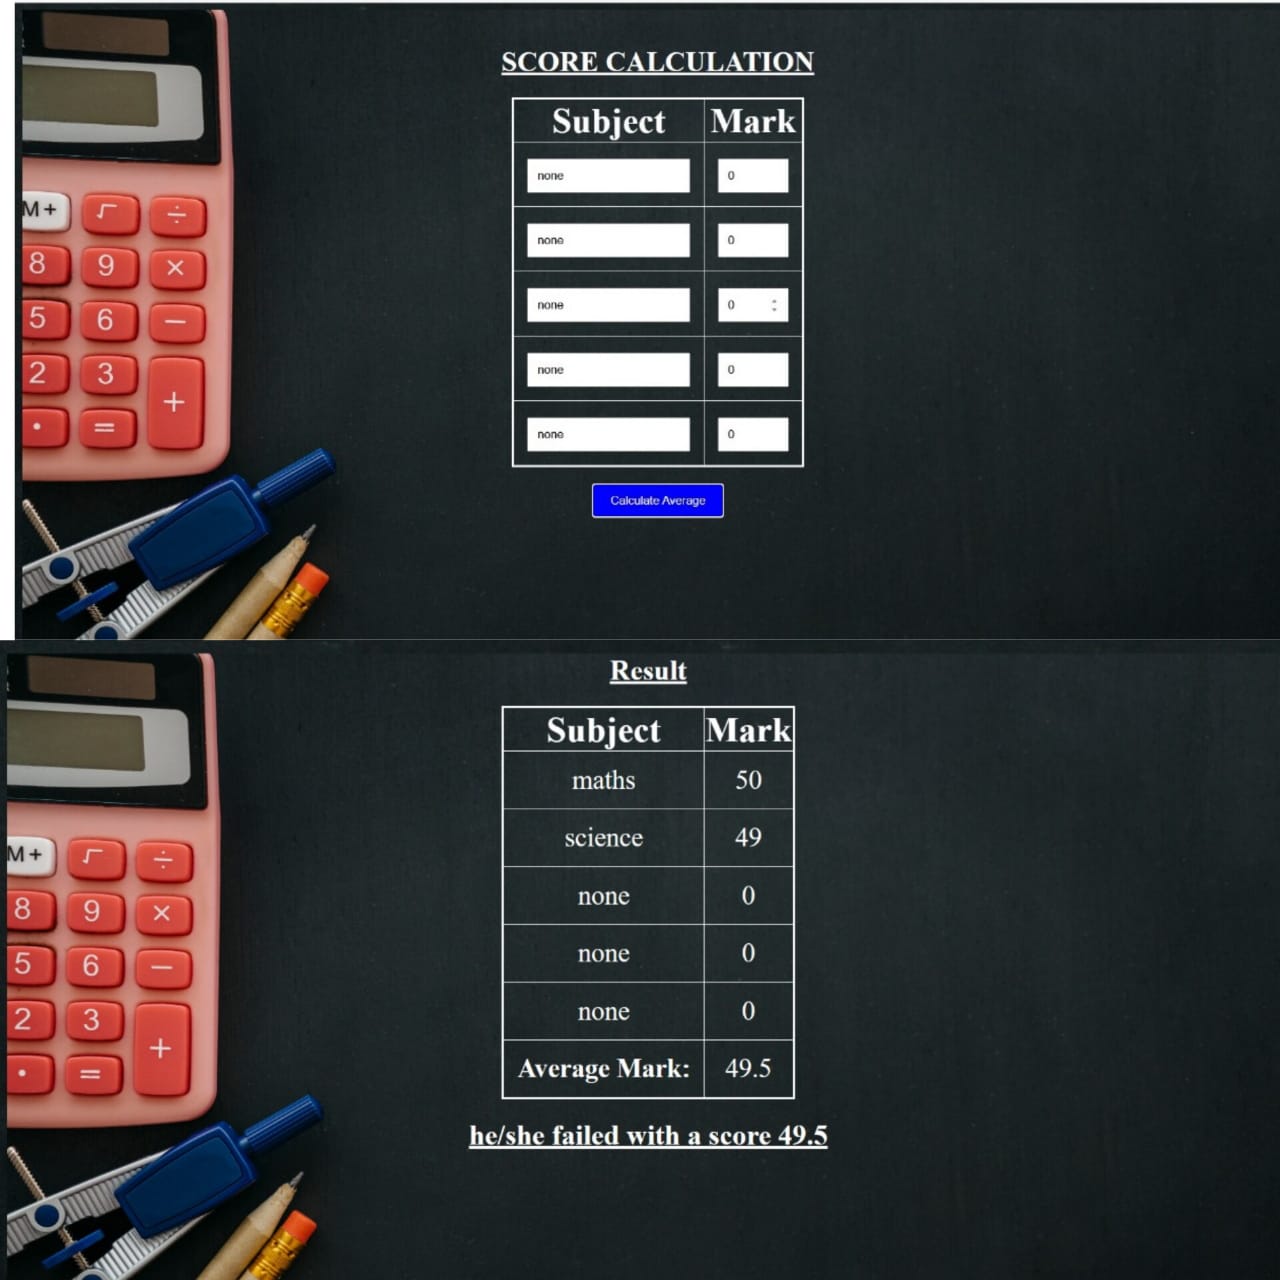 SCORE CALCULATION
Subject Mark
none 0
none 0
none 0
none 0
none 0
Calculate Average
M+ √ ÷
8 9 ×
5 6 −
2 3 +
• =
Result
Subject Mark
maths 50
science 49
none 0
none 0
none 0
Average Mark: 49.5
he/she failed with a score 49.5
M+ √ ÷
8 9 ×
5 6 −
2 3 +
• =